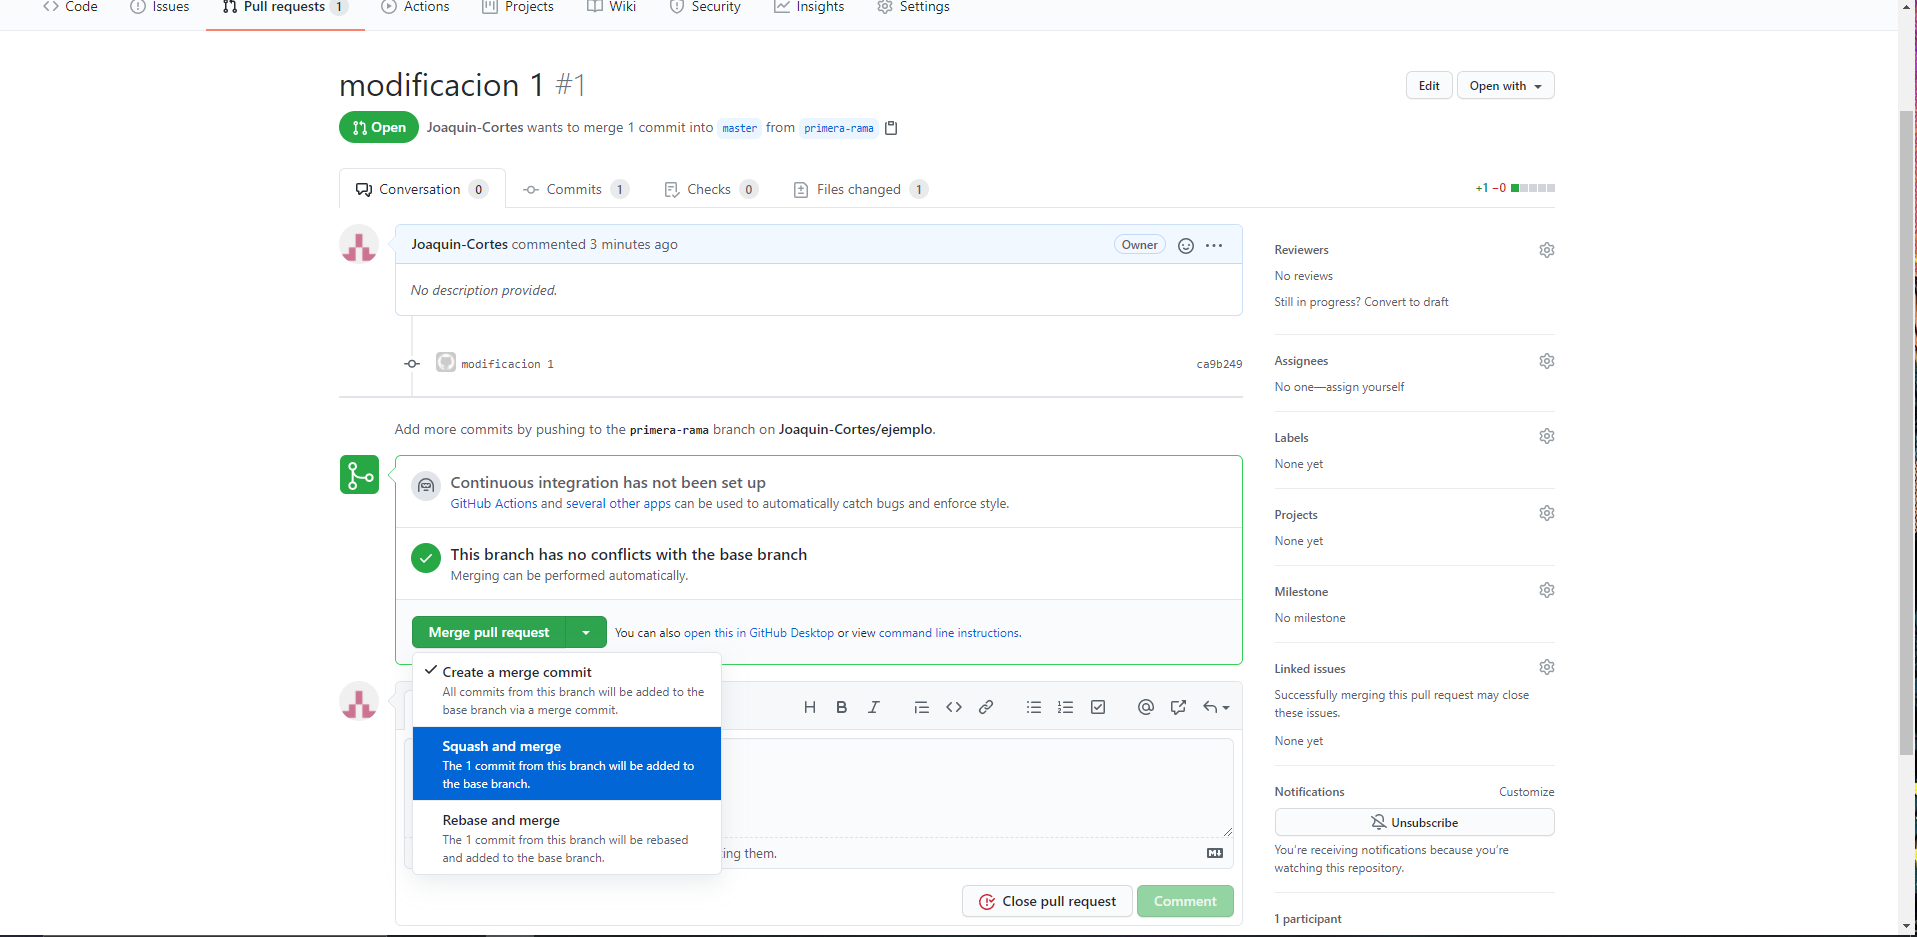 Code Issues Pull requests 1 Actions Projects Wiki Security Insights Settings
modificacion 1 #1
Edit Open with
Open Joaquin-Cortes wants to merge 1 commit into master from primera-rama
Conversation 0 Commits 1 Checks 0 Files changed 1
+1 −0
Joaquin-Cortes commented 3 minutes ago
Owner
No description provided.
modificacion 1 ca9b249
Add more commits by pushing to the primera-rama branch on Joaquin-Cortes/ejemplo.
Continuous integration has not been set up
GitHub Actions and several other apps can be used to automatically catch bugs and enforce style.
This branch has no conflicts with the base branch
Merging can be performed automatically.
Merge pull request You can also open this in GitHub Desktop or view command line instructions.
Create a merge commit
All commits from this branch will be added to the
base branch via a merge commit.
Squash and merge
The 1 commit from this branch will be added to
the base branch.
Rebase and merge
The 1 commit from this branch will be rebased
and added to the base branch.
H B I @
ing them.
Close pull request Comment
Reviewers
No reviews
Still in progress? Convert to draft
Assignees
No one—assign yourself
Labels
None yet
Projects
None yet
Milestone
No milestone
Linked issues
Successfully merging this pull request may close
these issues.
None yet
Notifications Customize
Unsubscribe
You're receiving notifications because you're
watching this repository.
1 participant